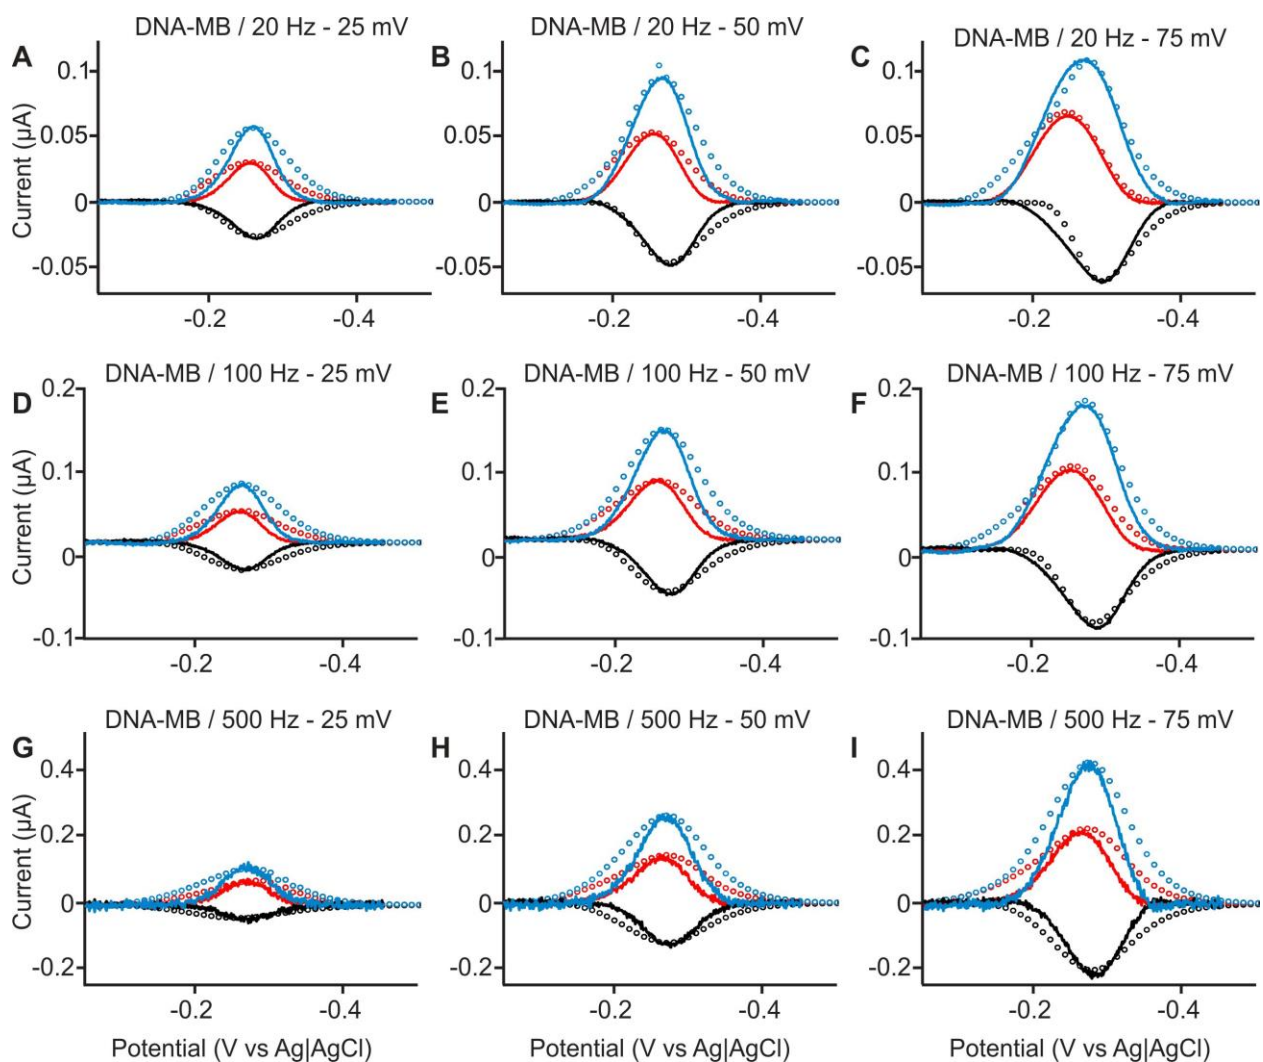 DNA-MB / 20 Hz - 25 mV
DNA-MB / 20 Hz - 50 mV
DNA-MB / 20 Hz - 75 mV
A
B
C
Current (µA)
0.1
0.05
0
-0.05
-0.2
-0.4
0.1
0.05
0
-0.05
-0.2
-0.4
0.1
0.05
0
-0.05
-0.2
-0.4
DNA-MB / 100 Hz - 25 mV
DNA-MB / 100 Hz - 50 mV
DNA-MB / 100 Hz - 75 mV
D
E
F
Current (µA)
0.2
0.1
0
-0.1
-0.2
-0.4
0.2
0.1
0
-0.1
-0.2
-0.4
0.2
0.1
0
-0.1
-0.2
-0.4
DNA-MB / 500 Hz - 25 mV
DNA-MB / 500 Hz - 50 mV
DNA-MB / 500 Hz - 75 mV
G
H
I
Current (µA)
0.4
0.2
0
-0.2
-0.2
-0.4
0.4
0.2
0
-0.2
-0.2
-0.4
0.4
0.2
0
-0.2
-0.2
-0.4
Potential (V vs Ag|AgCl)
Potential (V vs Ag|AgCl)
Potential (V vs Ag|AgCl)